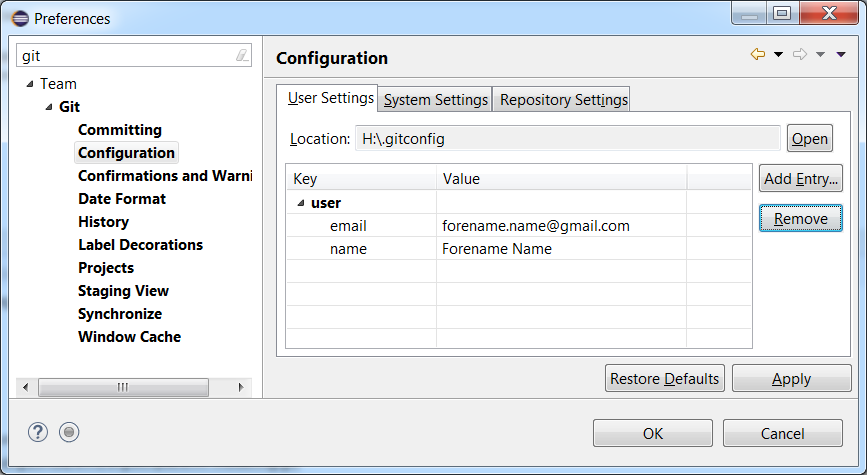 Preferences
git
Team
Git
Committing
Configuration
Confirmations and Warni
Date Format
History
Label Decorations
Projects
Staging View
Synchronize
Window Cache
Configuration
User Settings System Settings Repository Settings
Location: H:\.gitconfig Open
Key Value
user
email forename.name@gmail.com
name Forename Name
Add Entry...
Remove
Restore Defaults Apply
? OK Cancel